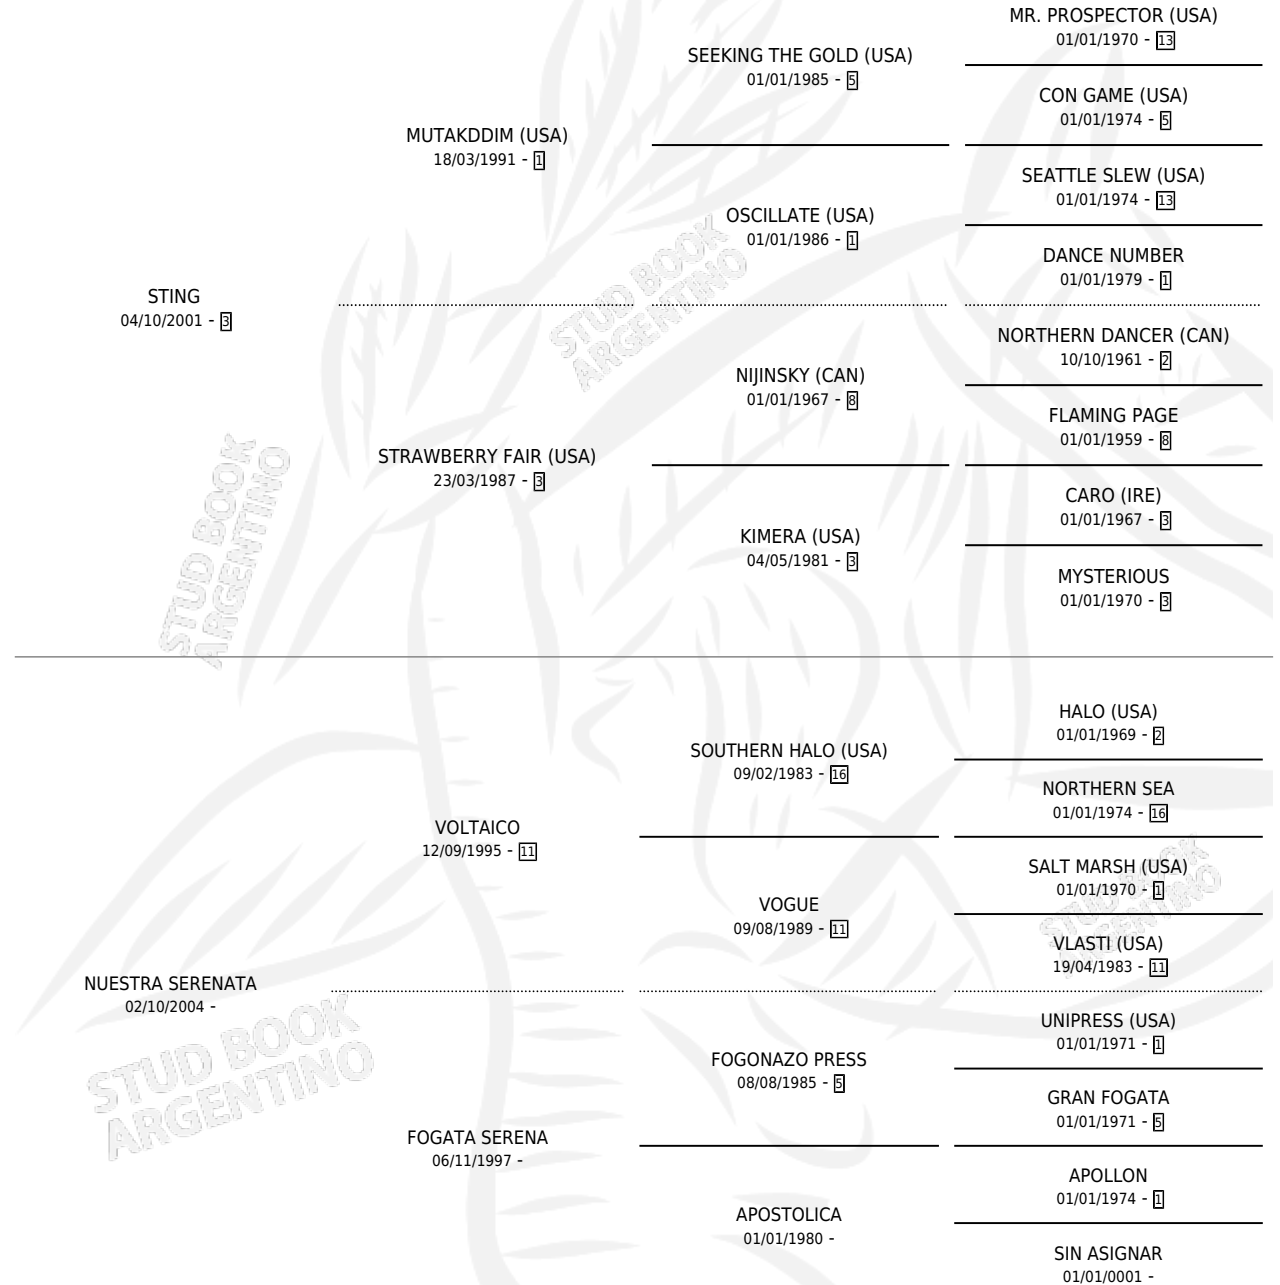 MR. PROSPECTOR (USA)
01/01/1970 - 13
SEEKING THE GOLD (USA)
01/01/1985 - 5
CON GAME (USA)
01/01/1974 - 5
MUTAKDDIM (USA)
18/03/1991 - 1
SEATTLE SLEW (USA)
01/01/1974 - 13
OSCILLATE (USA)
01/01/1986 - 1
DANCE NUMBER
01/01/1979 - 1
STING
04/10/2001 - 3
NORTHERN DANCER (CAN)
10/10/1961 - 2
NIJINSKY (CAN)
01/01/1967 - 8
FLAMING PAGE
01/01/1959 - 8
STRAWBERRY FAIR (USA)
23/03/1987 - 3
CARO (IRE)
01/01/1967 - 3
KIMERA (USA)
04/05/1981 - 3
MYSTERIOUS
01/01/1970 - 3
HALO (USA)
01/01/1969 - 2
SOUTHERN HALO (USA)
09/02/1983 - 16
NORTHERN SEA
01/01/1974 - 16
VOLTAICO
12/09/1995 - 11
SALT MARSH (USA)
01/01/1970 - 1
VOGUE
09/08/1989 - 11
VLASTI (USA)
19/04/1983 - 11
NUESTRA SERENATA
02/10/2004 -
UNIPRESS (USA)
01/01/1971 - 1
FOGONAZO PRESS
08/08/1985 - 5
GRAN FOGATA
01/01/1971 - 5
FOGATA SERENA
06/11/1997 -
APOLLON
01/01/1974 - 1
APOSTOLICA
01/01/1980 -
SIN ASIGNAR
01/01/0001 -
STUD BOOK
ARGENTINO
STUD BOOK
ARGENTINO
STUD BOOK
ARGENTINO
STUD BOOK
ARGENTINO